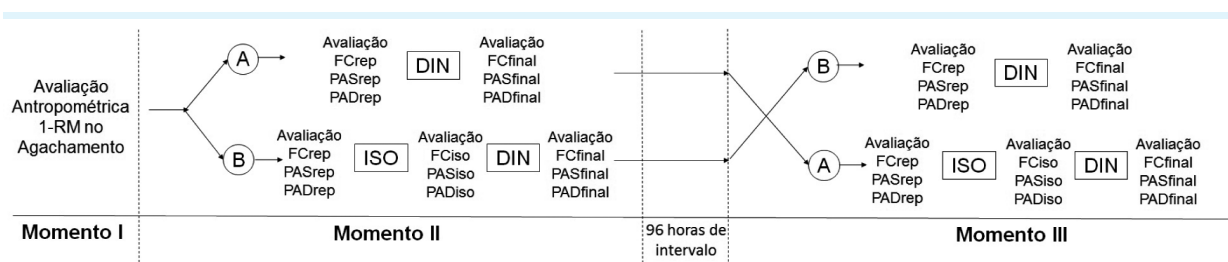 Avaliação
Antropométrica
1-RM no
Agachamento
A
Avaliação
FCrep
PASrep
PADrep
DIN
Avaliação
FCfinal
PASfinal
PADfinal
B
Avaliação
FCrep
PASrep
PADrep
ISO
Avaliação
FCiso
PASiso
PADiso
DIN
Avaliação
FCfinal
PASfinal
PADfinal
B
Avaliação
FCrep
PASrep
PADrep
DIN
Avaliação
FCfinal
PASfinal
PADfinal
A
Avaliação
FCrep
PASrep
PADrep
ISO
Avaliação
FCiso
PASiso
PADiso
DIN
Avaliação
FCfinal
PASfinal
PADfinal
Momento I
Momento II
96 horas de
intervalo
Momento III